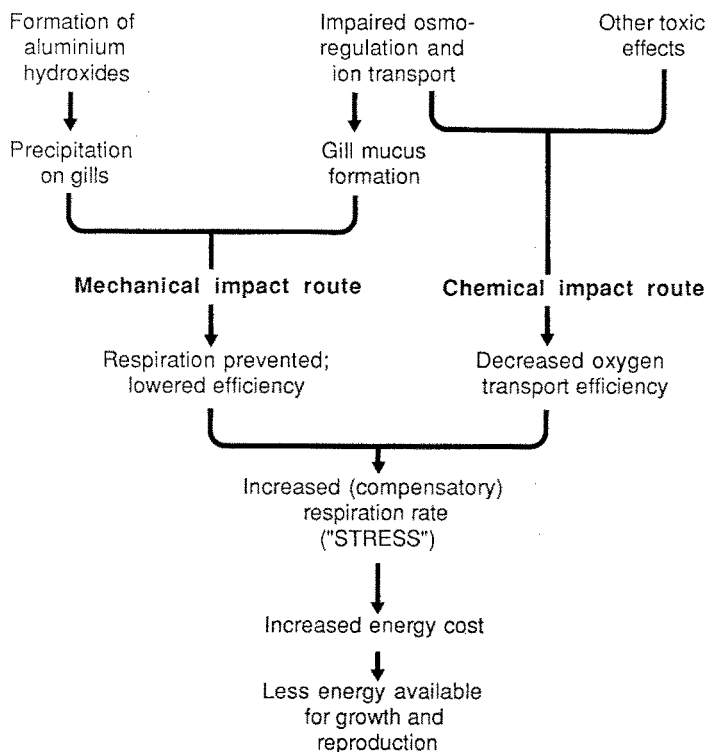 Formation of
aluminium
hydroxides
Impaired osmo-
regulation and
ion transport
Other toxic
effects
Precipitation
on gills
Gill mucus
formation
Mechanical impact route
Chemical impact route
Respiration prevented;
lowered efficiency
Decreased oxygen
transport efficiency
Increased (compensatory)
respiration rate
("STRESS")
Increased energy cost
Less energy available
for growth and
reproduction